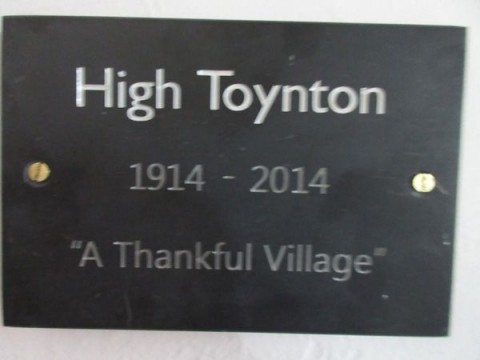 High Toynton
1914 - 2014
"A Thankful Village"